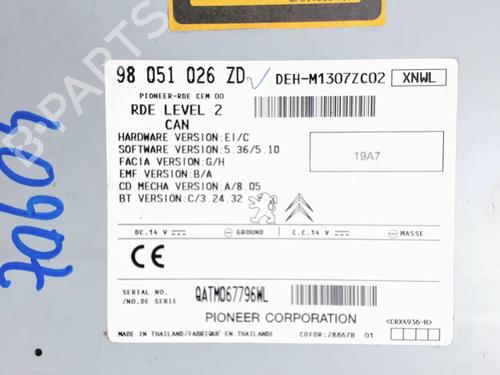 98 051 026 ZD
DEH-M1307ZC02
XNWL
PIONEER-RDE CEM 00
RDE LEVEL 2
CAN
HARDWARE VERSION:EI/C
SOFTWARE VERSION:5.36/5.10
FACIA VERSION:G/H
EMF VERSION:B/A
CD MECHA VERSION:A/8.05
BT VERSION:C/3.24.32
19A7
DC.14 V
GROUND
C.C.14 V
MASSE
CE
SERIAL NO.
/NO.DE SERIE
QATM067796WL
PIONEER CORPORATION
<CRX4936-B>
MADE IN THAILAND/FABRIQUE EN THAILANDE
COFOR:28867B 01